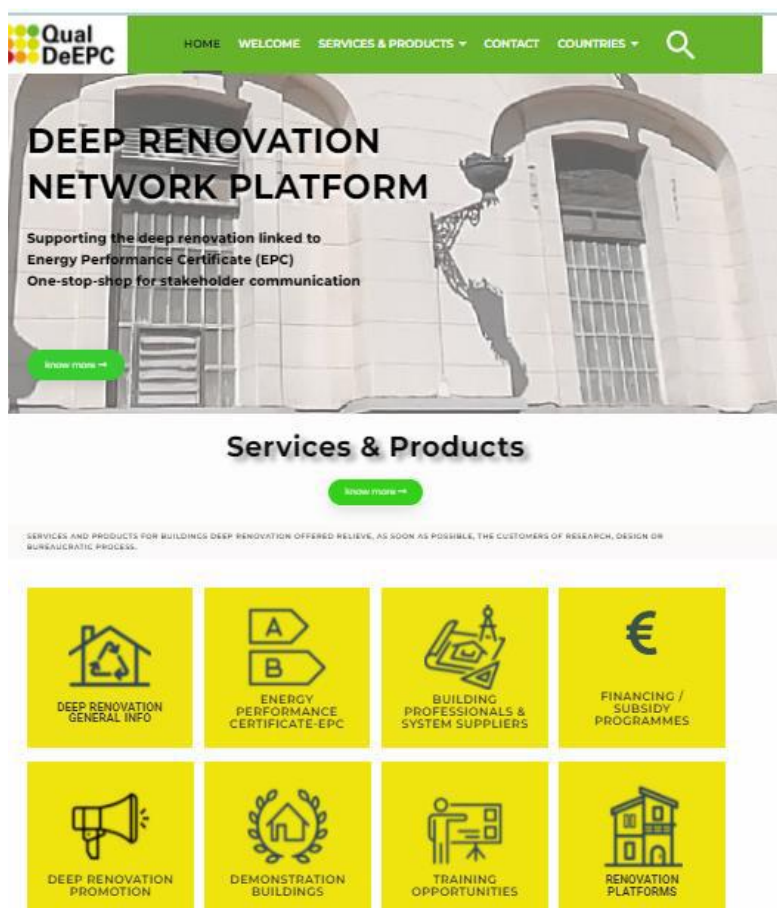 Qual
DeEPC
HOME WELCOME SERVICES & PRODUCTS CONTACT COUNTRIES
DEEP RENOVATION
NETWORK PLATFORM
Supporting the deep renovation linked to
Energy Performance Certificate (EPC)
One-stop-shop for stakeholder communication
know more →
Services & Products
know more →
SERVICES AND PRODUCTS FOR BUILDINGS DEEP RENOVATION OFFERED RELIEVE, AS SOON AS POSSIBLE, THE CUSTOMERS OF RESEARCH, DESIGN OR
BUREAUCRATIC PROCESS.
DEEP RENOVATION
GENERAL INFO
A
B
ENERGY
PERFORMANCE
CERTIFICATE-EPC
BUILDING
PROFESSIONALS &
SYSTEM SUPPLIERS
€
FINANCING /
SUBSIDY
PROGRAMMES
DEEP RENOVATION
PROMOTION
DEMONSTRATION
BUILDINGS
TRAINING
OPPORTUNITIES
RENOVATION
PLATFORMS